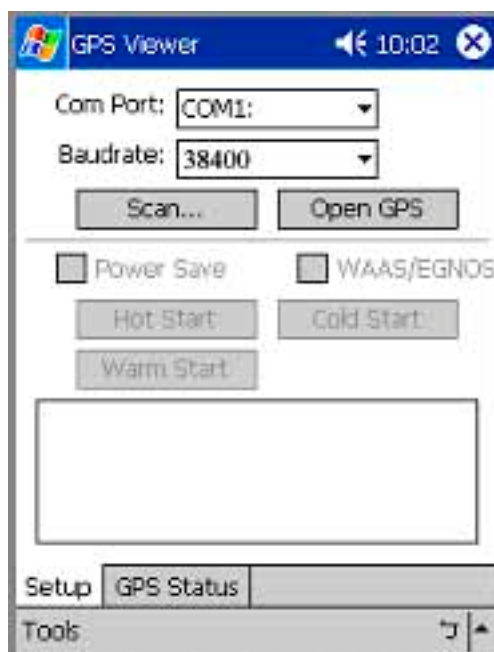 GPS Viewer 10:02
Com Port: COM1:
Baudrate: 38400
Scan... Open GPS
Power Save WAAS/EGNOS
Hot Start Cold Start
Warm Start
Setup GPS Status
Tools